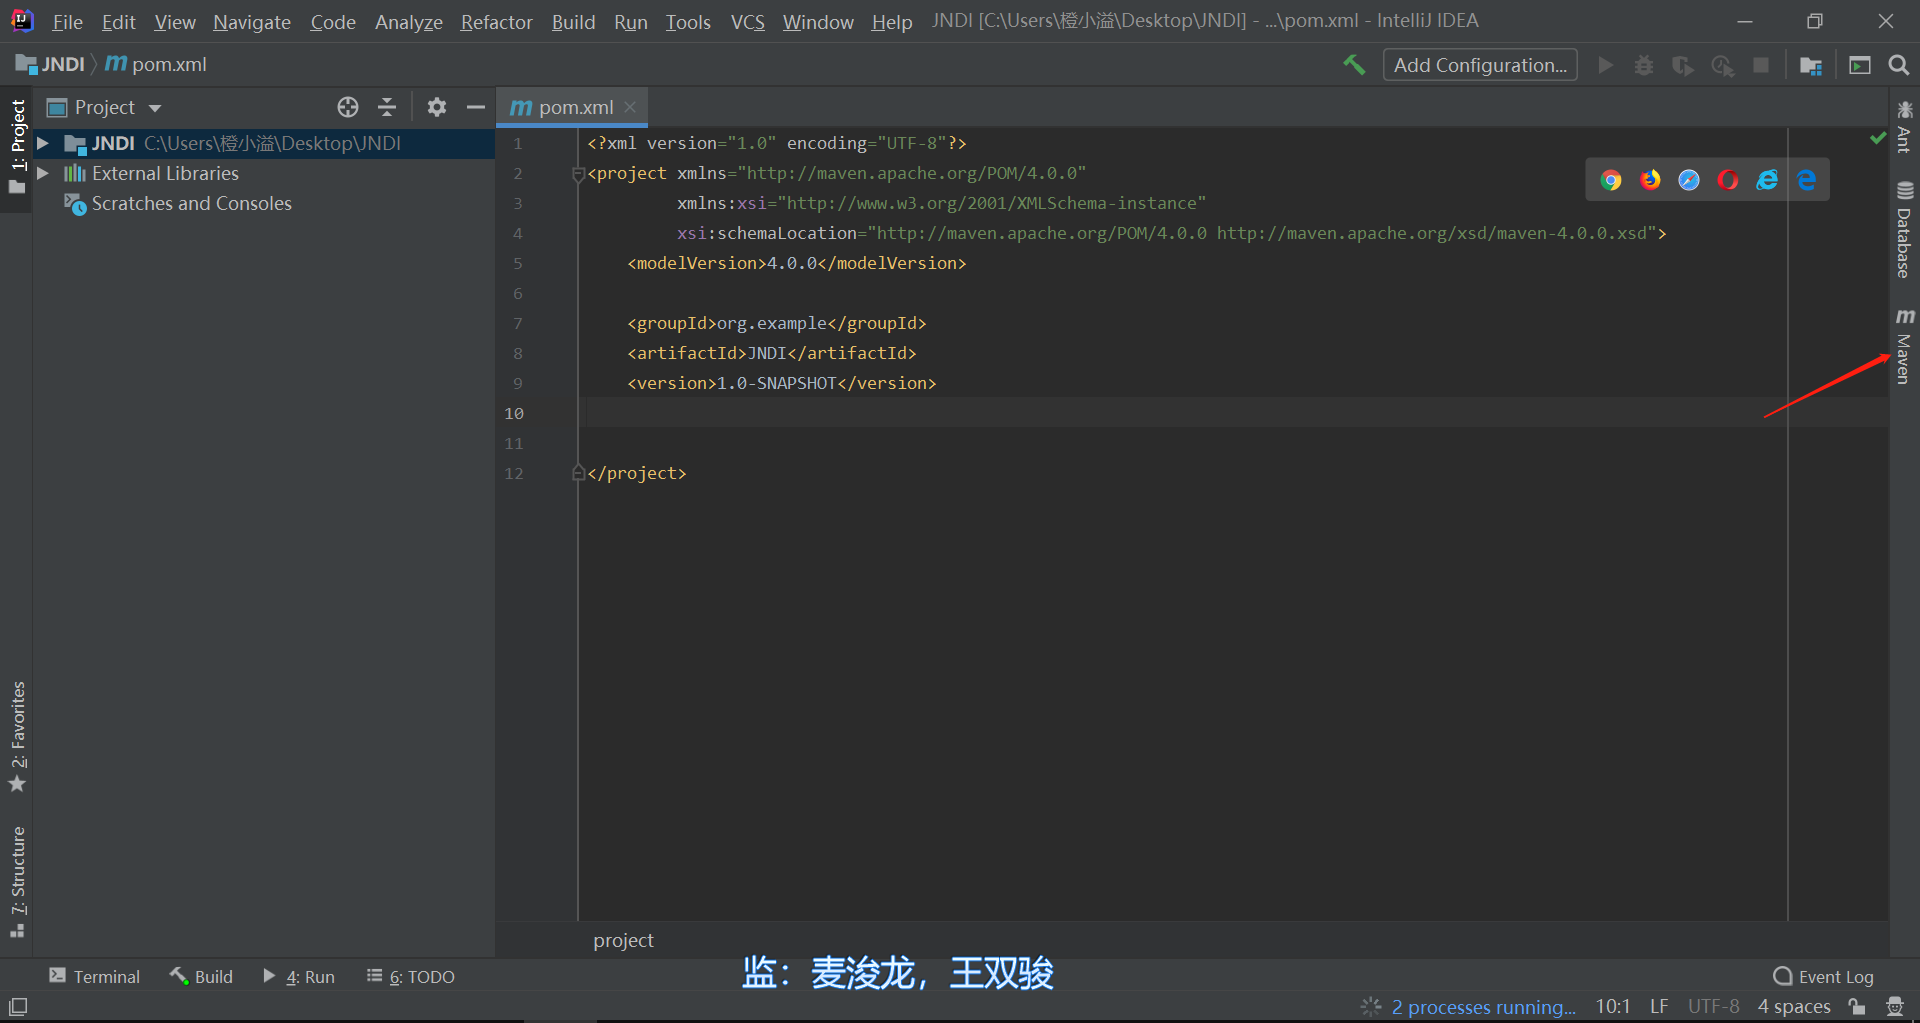 File Edit View Navigate Code Analyze Refactor Build Run Tools VCS Window Help JNDI [C:\Users\橙小溢\Desktop\JNDI] - ...\pom.xml - IntelliJ IDEA
JNDI pom.xml Add Configuration...
Project pom.xml
1: Project
JNDI C:\Users\橙小溢\Desktop\JNDI
External Libraries
Scratches and Consoles
2: Favorites
7: Structure
1 <?xml version="1.0" encoding="UTF-8"?>
2 <project xmlns="http://maven.apache.org/POM/4.0.0"
3 xmlns:xsi="http://www.w3.org/2001/XMLSchema-instance"
4 xsi:schemaLocation="http://maven.apache.org/POM/4.0.0 http://maven.apache.org/xsd/maven-4.0.0.xsd">
5 <modelVersion>4.0.0</modelVersion>
6
7 <groupId>org.example</groupId>
8 <artifactId>JNDI</artifactId>
9 <version>1.0-SNAPSHOT</version>
10
11
12 </project>
Ant
Database
Maven
project
Terminal Build 4: Run 6: TODO Event Log
监：麦浚龙，王双骏
2 processes running... 10:1 LF UTF-8 4 spaces